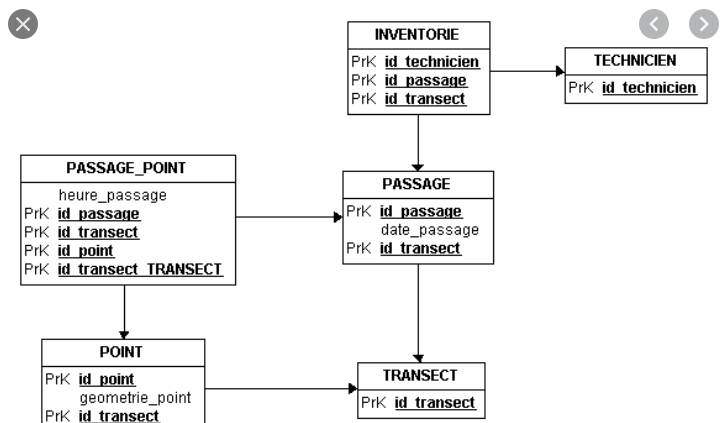 INVENTORIE
PrK id_technicien
PrK id_passage
PrK id_transect
TECHNICIEN
PrK id_technicien
PASSAGE_POINT
heure_passage
PrK id_passage
PrK id_transect
PrK id_point
PrK id_transect_TRANSECT
PASSAGE
PrK id_passage
date_passage
PrK id_transect
POINT
PrK id_point
geometrie_point
PrK id_transect
TRANSECT
PrK id_transect